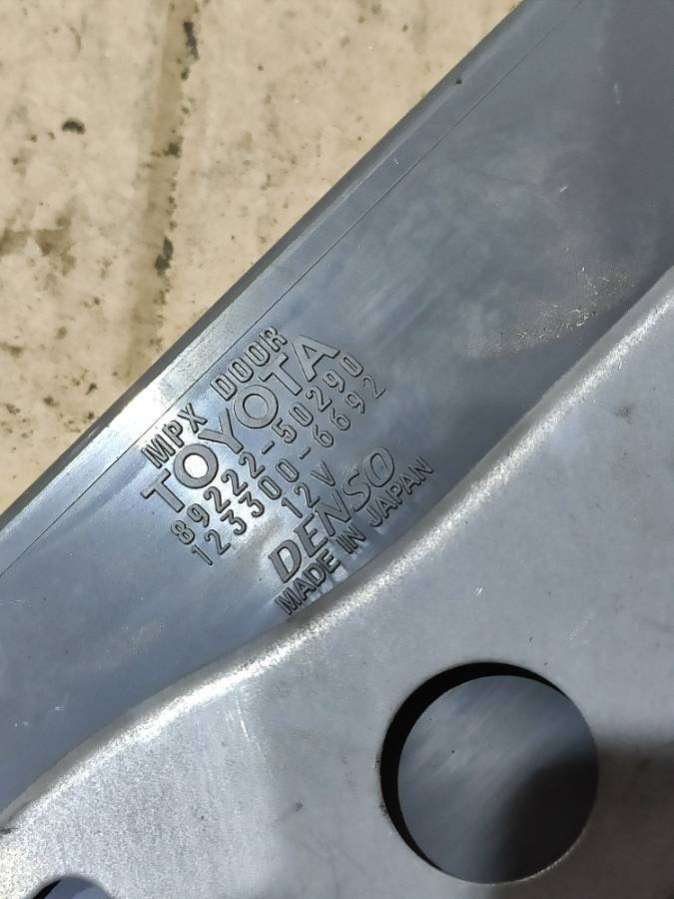 MPX DOOR
TOYOTA
89222-50290
123300-6692
12V
DENSO
MADE IN JAPAN